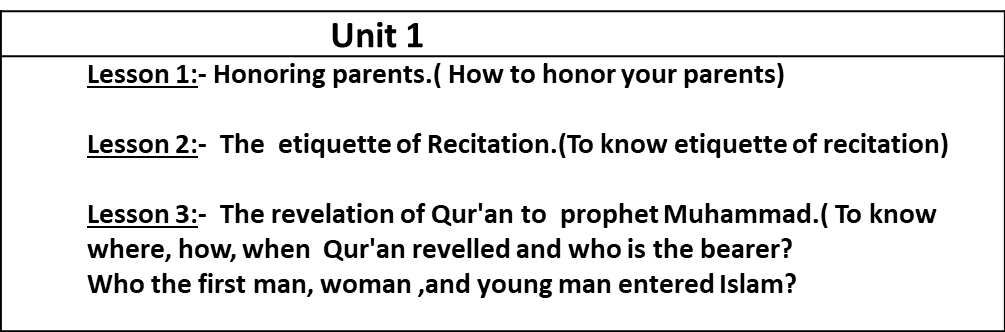 Unit 1
Lesson 1:- Honoring parents.( How to honor your parents)
Lesson 2:-  The  etiquette of Recitation.(To know etiquette of recitation)
Lesson 3:-  The revelation of Qur'an to  prophet Muhammad.( To know
where, how, when  Qur'an revelled and who is the bearer?
Who the first man, woman ,and young man entered Islam?